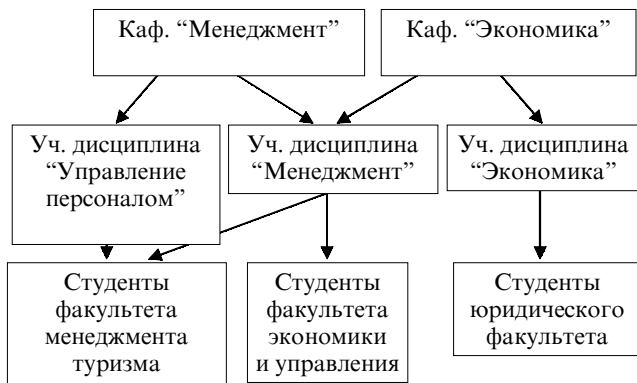 Каф. “Менеджмент”
Каф. “Экономика”
Уч. дисциплина
“Управление
персоналом”
Уч. дисциплина
“Менеджмент”
Уч. дисциплина
“Экономика”
Студенты
факультета
менеджмента
туризма
Студенты
факультета
экономики
и управления
Студенты
юридического
факультета